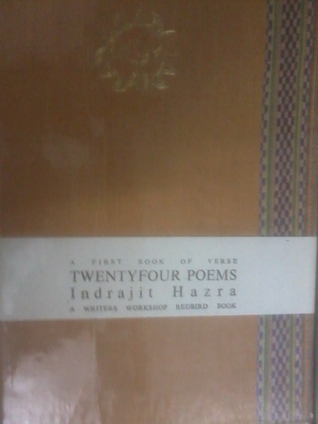 A FIRST BOOK OF VERSE
TWENTYFOUR POEMS
Indrajit Hazra
A WRITERS WORKSHOP REDBIRD BOOK